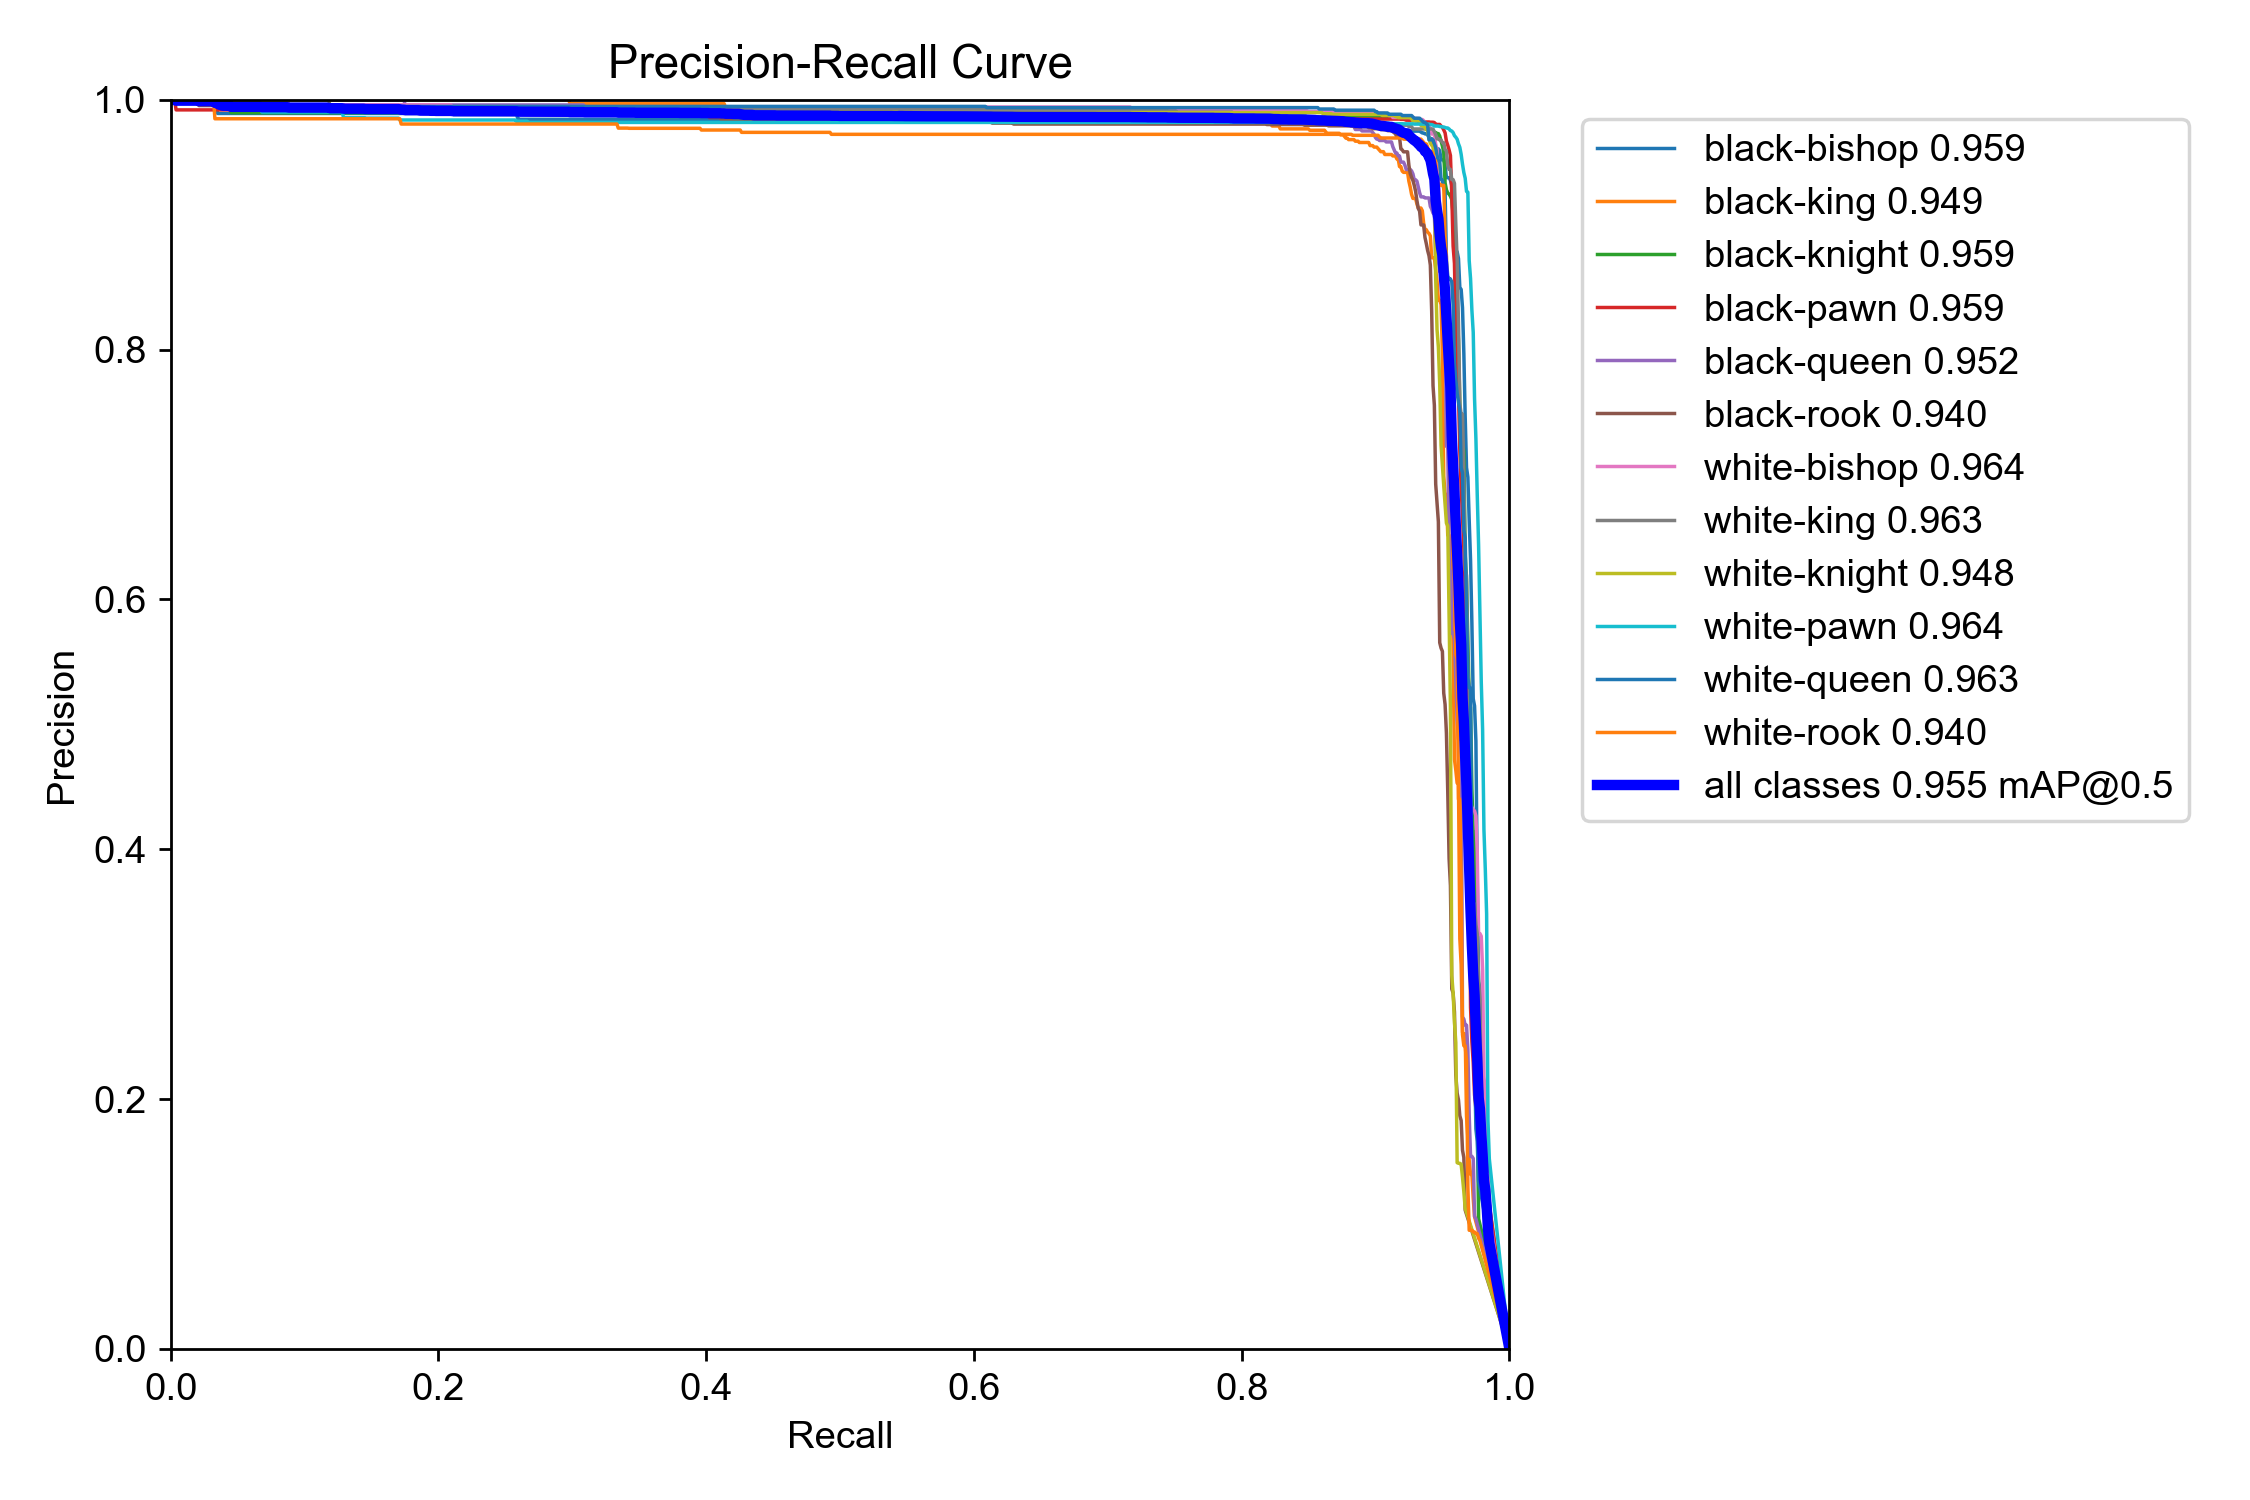 Precision-Recall Curve
1.0
0.8
0.6
0.4
0.2
0.0
Precision
0.0 0.2 0.4 0.6 0.8 1.0
Recall
black-bishop 0.959
black-king 0.949
black-knight 0.959
black-pawn 0.959
black-queen 0.952
black-rook 0.940
white-bishop 0.964
white-king 0.963
white-knight 0.948
white-pawn 0.964
white-queen 0.963
white-rook 0.940
all classes 0.955 mAP@0.5